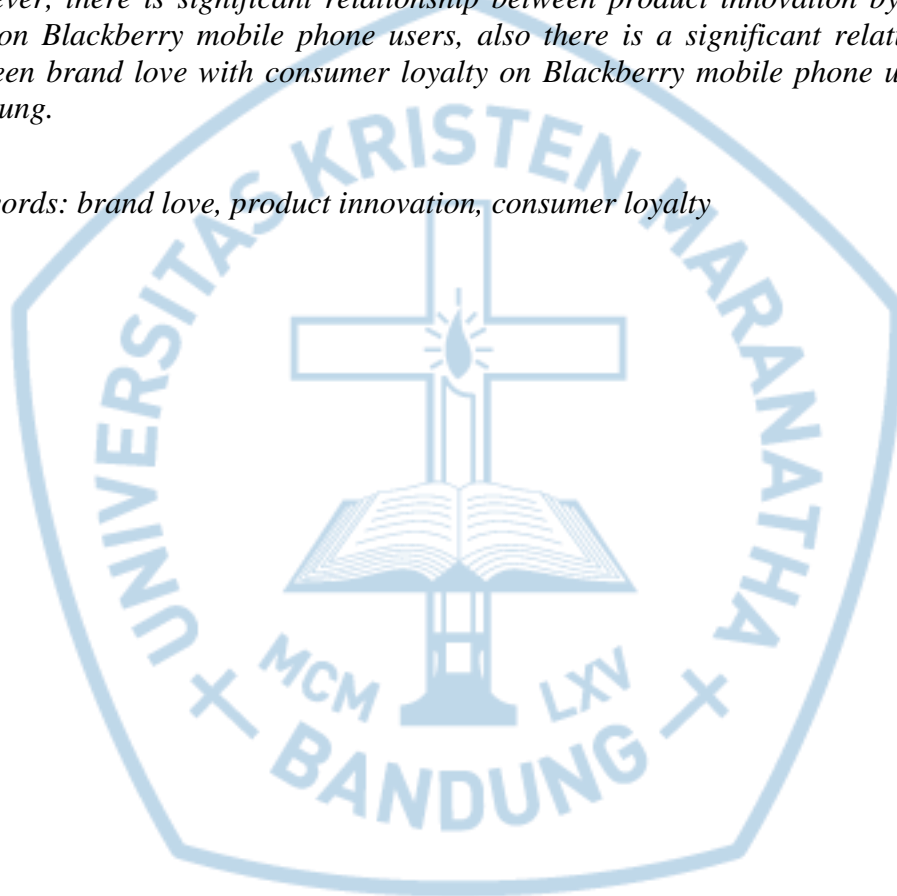 ever, there is significant relationship between product innovation by
on Blackberry mobile phone users, also there is a significant relati
een brand love with consumer loyalty on Blackberry mobile phone u
ung.
ords: brand love, product innovation, consumer loyalty
UNIVERSITAS KRISTEN MARANATHA
MCM LXV
BANDUNG